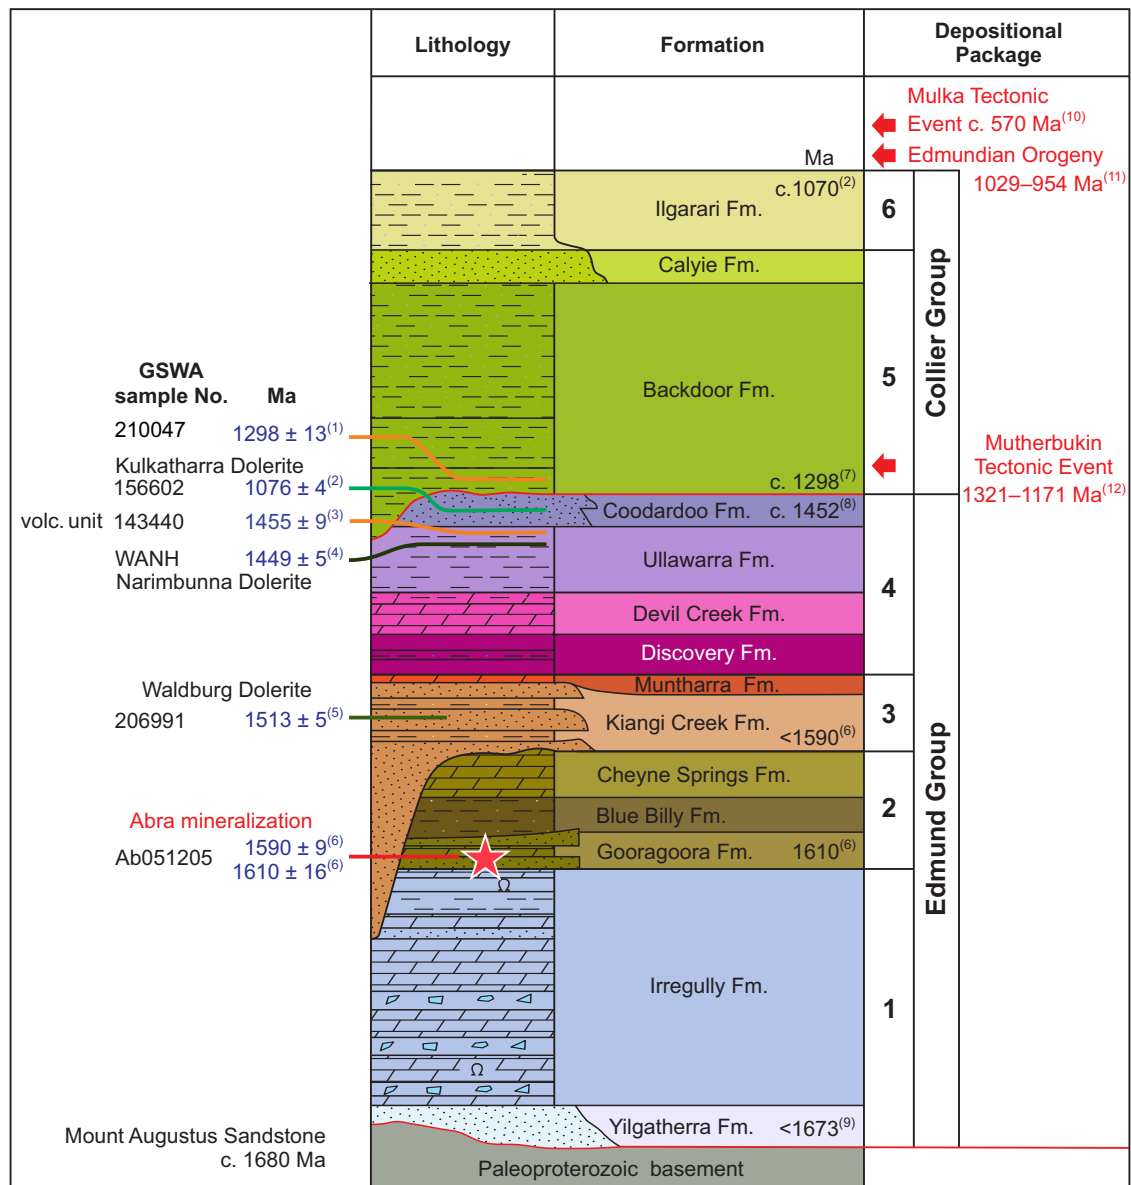 Lithology
Formation
Depositional
Package
Mulka Tectonic
Event c. 570 Ma(10)
Edmundian Orogeny
1029–954 Ma(11)
Ma
c.1070(2)
Ilgarari Fm.
6
Calyie Fm.
Backdoor Fm.
5
Collier Group
c. 1298(7)
Mutherbukin
Tectonic Event
1321–1171 Ma(12)
GSWA
sample No. Ma
210047 1298 ± 13(1)
Kulkatharra Dolerite
156602 1076 ± 4(2)
volc. unit 143440 1455 ± 9(3)
WANH 1449 ± 5(4)
Narimbunna Dolerite
Coodardoo Fm. c. 1452(8)
Ullawarra Fm.
4
Devil Creek Fm.
Discovery Fm.
Waldburg Dolerite
206991 1513 ± 5(5)
Muntharra Fm.
Kiangi Creek Fm.
<1590(6)
3
Cheyne Springs Fm.
Blue Billy Fm.
2
Edmund Group
Abra mineralization
Ab051205 1590 ± 9(6)
1610 ± 16(6)
Gooragoora Fm. 1610(6)
Ω
Irregully Fm.
1
Ω
Mount Augustus Sandstone
c. 1680 Ma
Yilgatherra Fm. <1673(9)
Paleoproterozoic basement